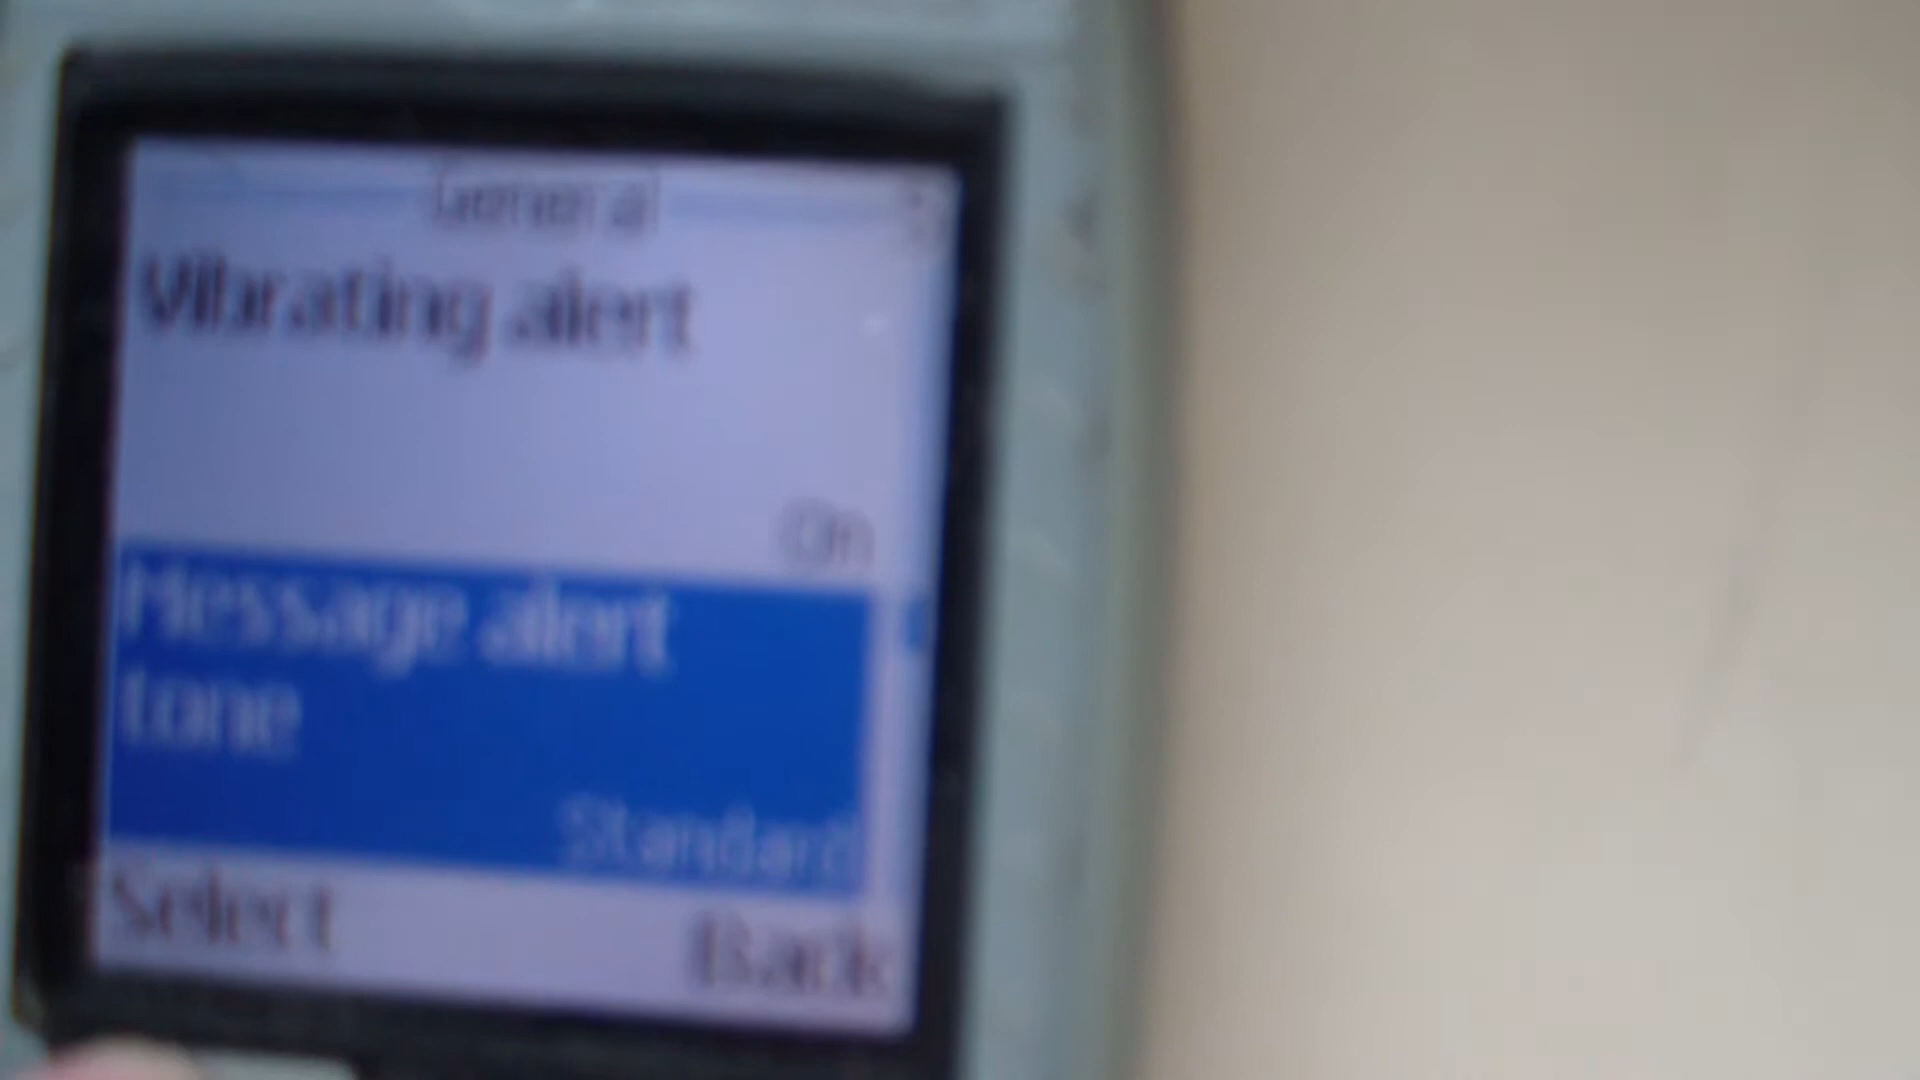 General
Vibrating alert
On
Message alert
tone
Standard
Select
Back